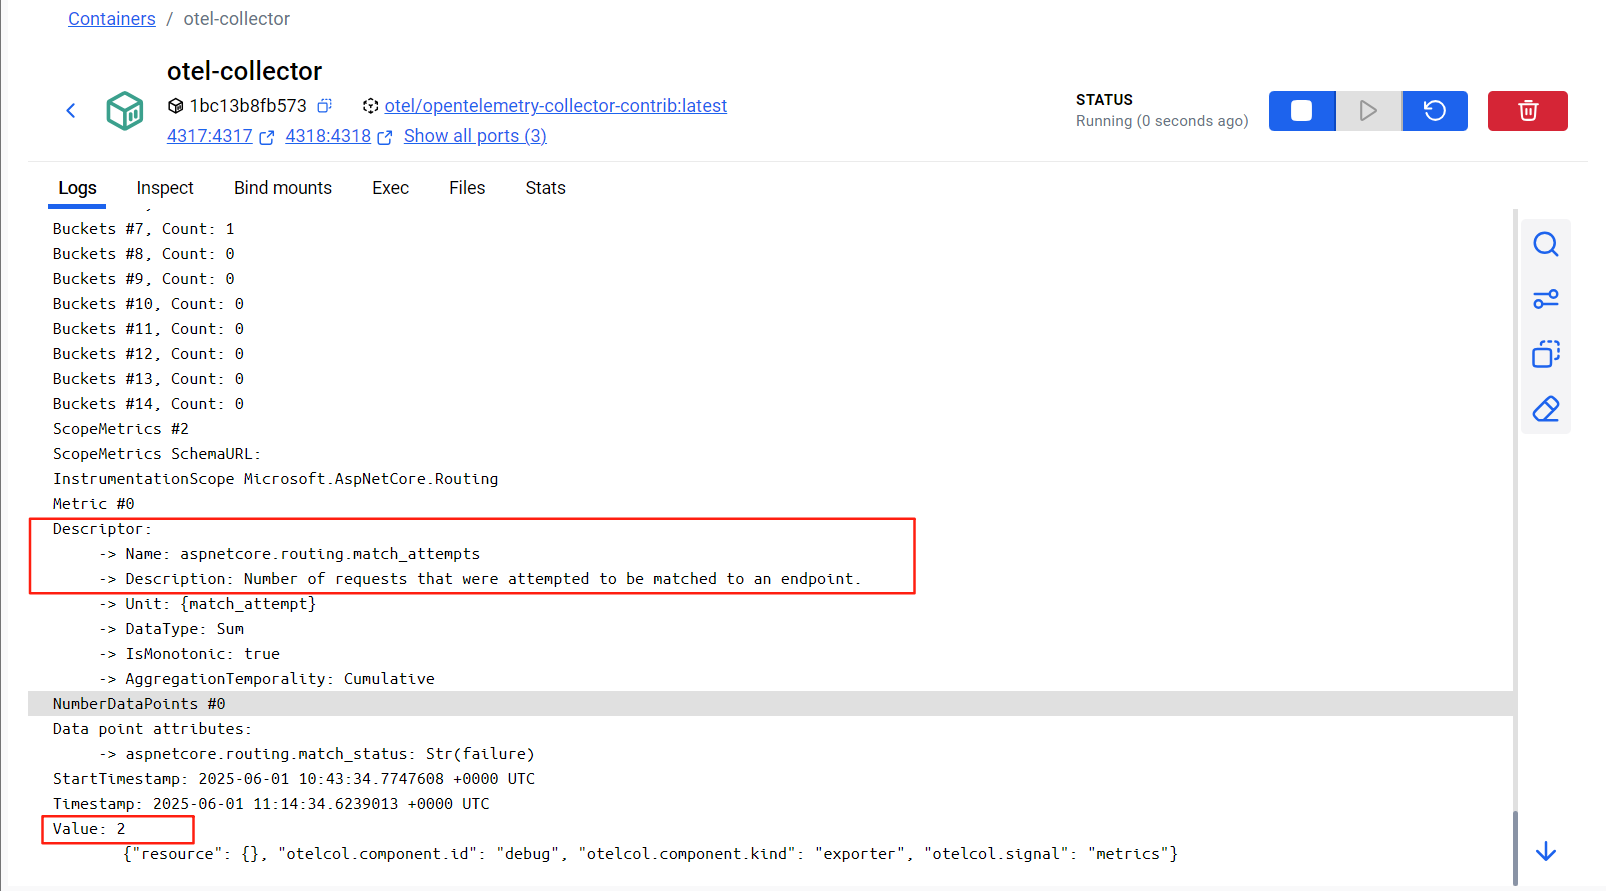 Containers / otel-collector
otel-collector
1bc13b8fb573 otel/opentelemetry-collector-contrib:latest
4317:4317 4318:4318 Show all ports (3)
STATUS
Running (0 seconds ago)
Logs Inspect Bind mounts Exec Files Stats
Buckets #7, Count: 1
Buckets #8, Count: 0
Buckets #9, Count: 0
Buckets #10, Count: 0
Buckets #11, Count: 0
Buckets #12, Count: 0
Buckets #13, Count: 0
Buckets #14, Count: 0
ScopeMetrics #2
ScopeMetrics SchemaURL:
InstrumentationScope Microsoft.AspNetCore.Routing
Metric #0
Descriptor:
-> Name: aspnetcore.routing.match_attempts
-> Description: Number of requests that were attempted to be matched to an endpoint.
-> Unit: {match_attempt}
-> DataType: Sum
-> IsMonotonic: true
-> AggregationTemporality: Cumulative
NumberDataPoints #0
Data point attributes:
-> aspnetcore.routing.match_status: Str(failure)
StartTimestamp: 2025-06-01 10:43:34.7747608 +0000 UTC
Timestamp: 2025-06-01 11:14:34.6239013 +0000 UTC
Value: 2
{"resource": {}, "otelcol.component.id": "debug", "otelcol.component.kind": "exporter", "otelcol.signal": "metrics"}